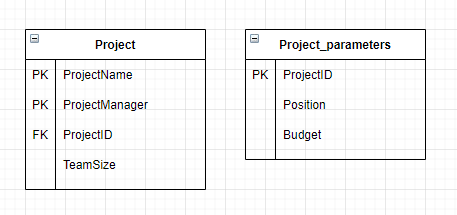 Project
PK ProjectName
PK ProjectManager
FK ProjectID
TeamSize
Project_parameters
PK ProjectID
Position
Budget